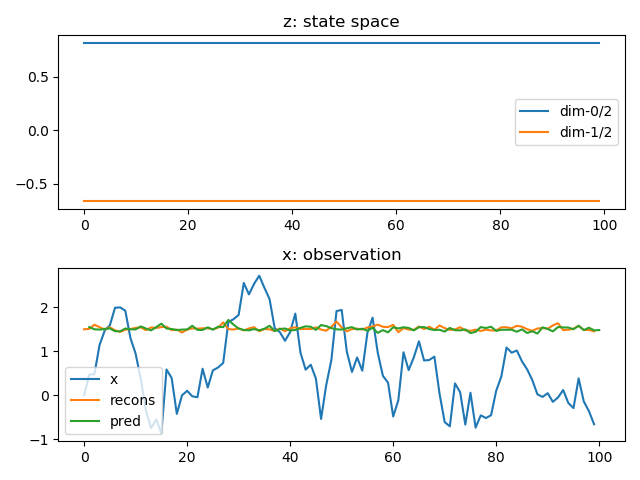 z: state space
0.5
0.0
−0.5
dim-0/2
dim-1/2
0 20 40 60 80 100
x: observation
2
1
0
−1
x
recons
pred
0 20 40 60 80 100